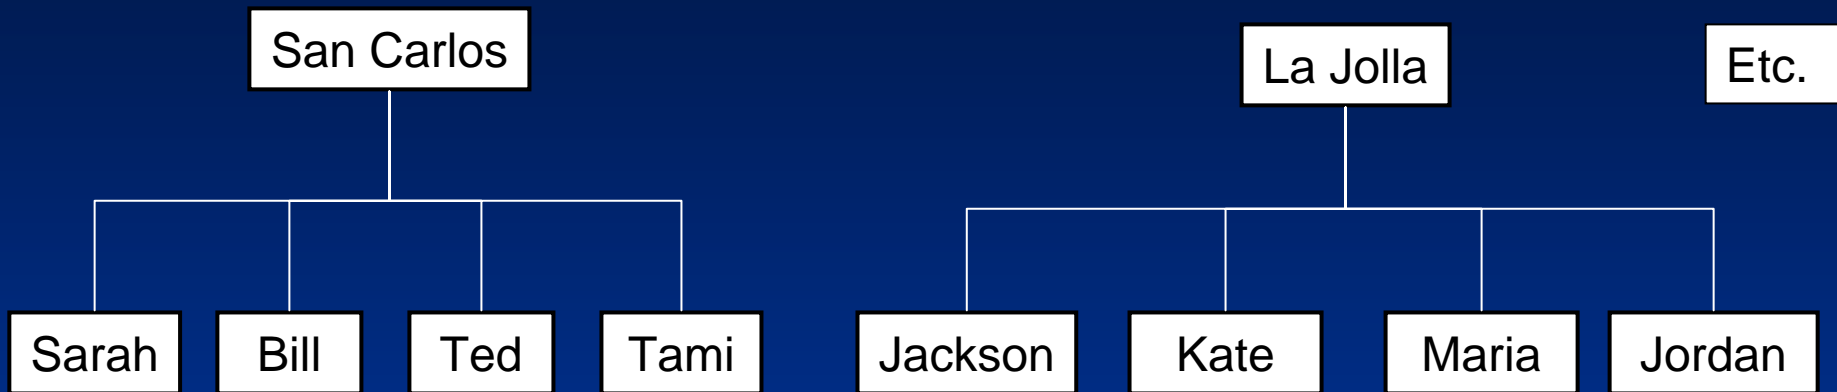 San Carlos
La Jolla
Etc.
Sarah
Bill
Ted
Tami
Jackson
Kate
Maria
Jordan